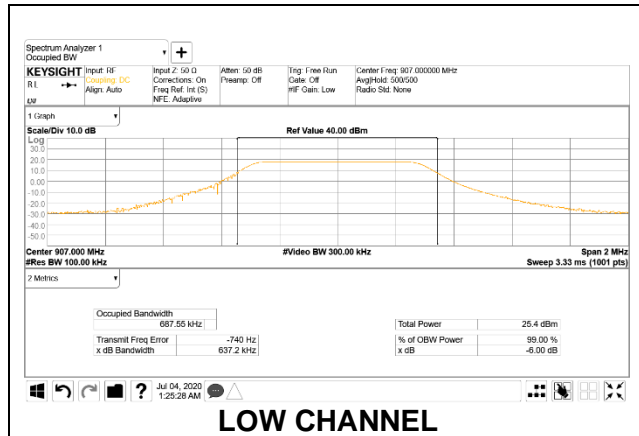 Spectrum Analyzer 1
Occupied BW
+
KEYSIGHT Input: RF Input Z: 50 Ω Atten: 50 dB Trig: Free Run Center Freq: 907.000000 MHz
R L Coupling: DC Corrections: On Preamp: Off Gate: Off Avg|Hold: 500/500
Align: Auto Freq Ref: Int (S) #IF Gain: Low Radio Std: None
NFE: Adaptive
1 Graph
Scale/Div 10.0 dB Ref Value 40.00 dBm
Log
30.0
20.0
10.0
0.00
-10.0
-20.0
-30.0
-40.0
-50.0
Center 907.000 MHz #Video BW 300.00 kHz Span 2 MHz
#Res BW 100.00 kHz Sweep 3.33 ms (1001 pts)
2 Metrics
Occupied Bandwidth
687.55 kHz Total Power 25.4 dBm
Transmit Freq Error -740 Hz % of OBW Power 99.00 %
x dB Bandwidth 637.2 kHz x dB -6.00 dB
? Jul 04, 2020
1:25:28 AM
LOW CHANNEL